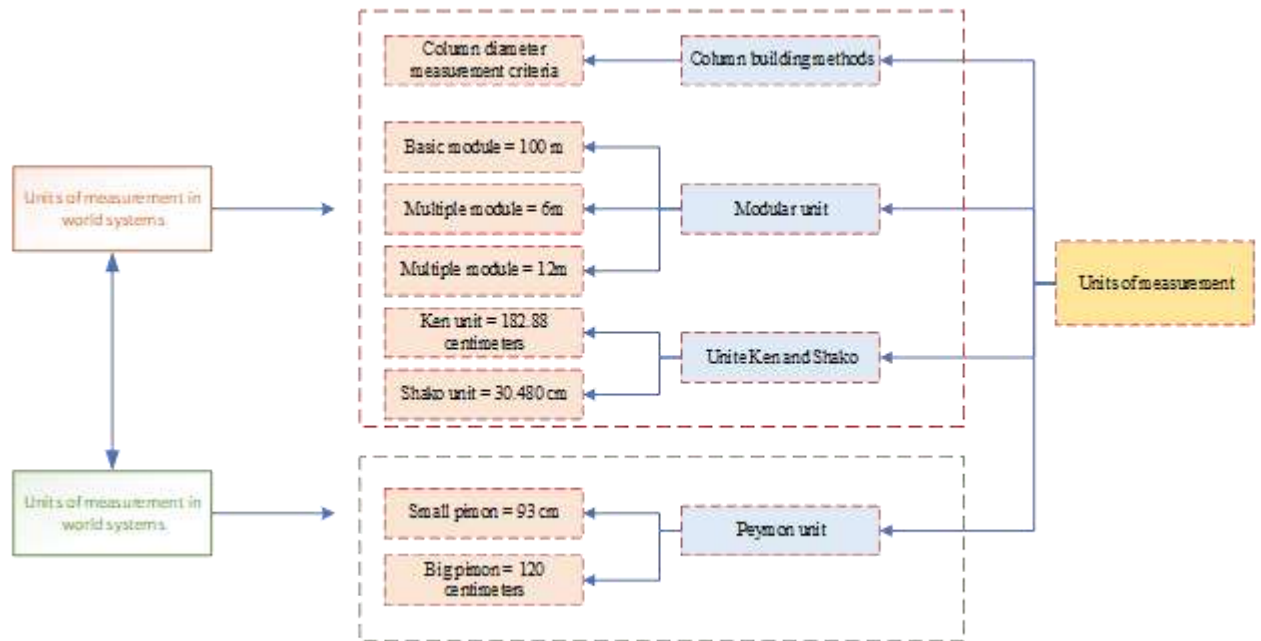 Column diameter
measurement criteria
Column building methods
Basic module = 100 m
Multiple module = 6m
Multiple module = 12m
Modular unit
Ken unit = 182.88
centimeters
Shako unit = 30.480 cm
Unite Ken and Shako
Units of measurement in
world systems
Units of measurement
Units of measurement in
world systems
Small pimon = 93 cm
Big pimon = 120
centimeters
Peymon unit